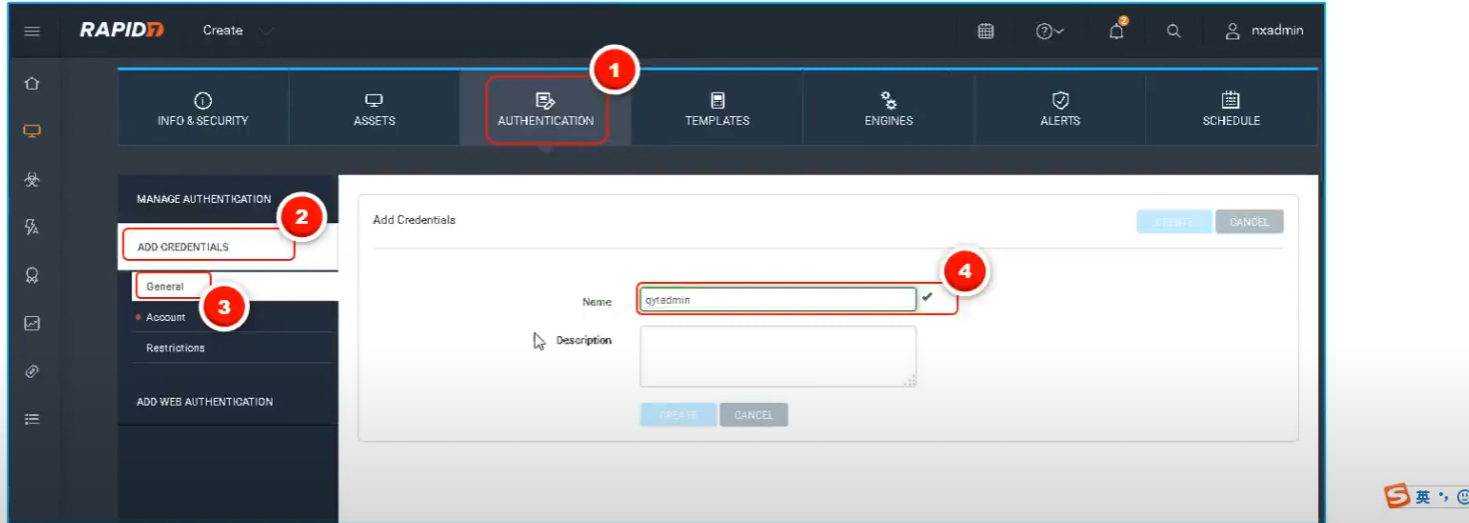 RAPID7 Create 2 nxadmin
1
INFO & SECURITY ASSETS AUTHENTICATION TEMPLATES ENGINES ALERTS SCHEDULE
MANAGE AUTHENTICATION
2
Add Credentials CREATE CANCEL
ADD CREDENTIALS
4
General
3
Name qytadmin
Account
Description
Restrictions
ADD WEB AUTHENTICATION
CREATE CANCEL
S 英